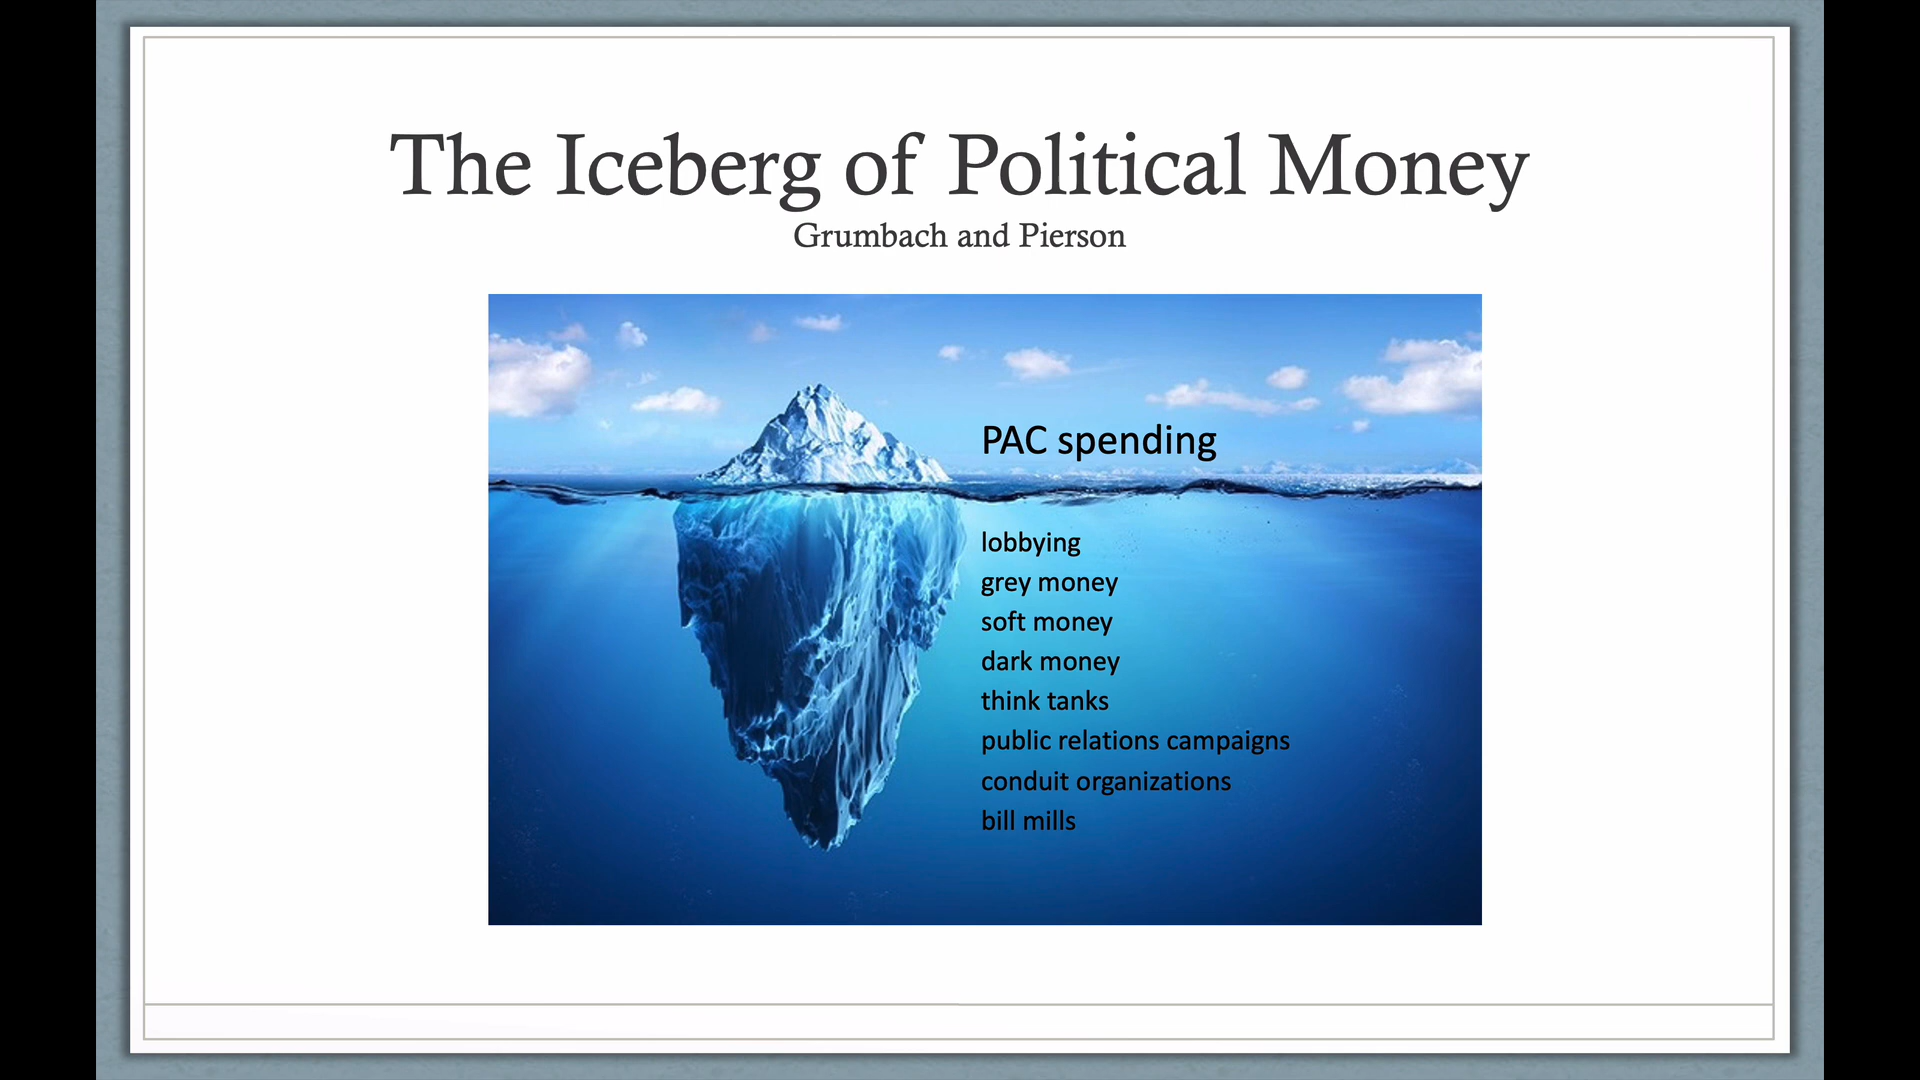 The Iceberg of Political Money
Grumbach and Pierson
PAC spending
lobbying
grey money
soft money
dark money
think tanks
public relations campaigns
conduit organizations
bill mills